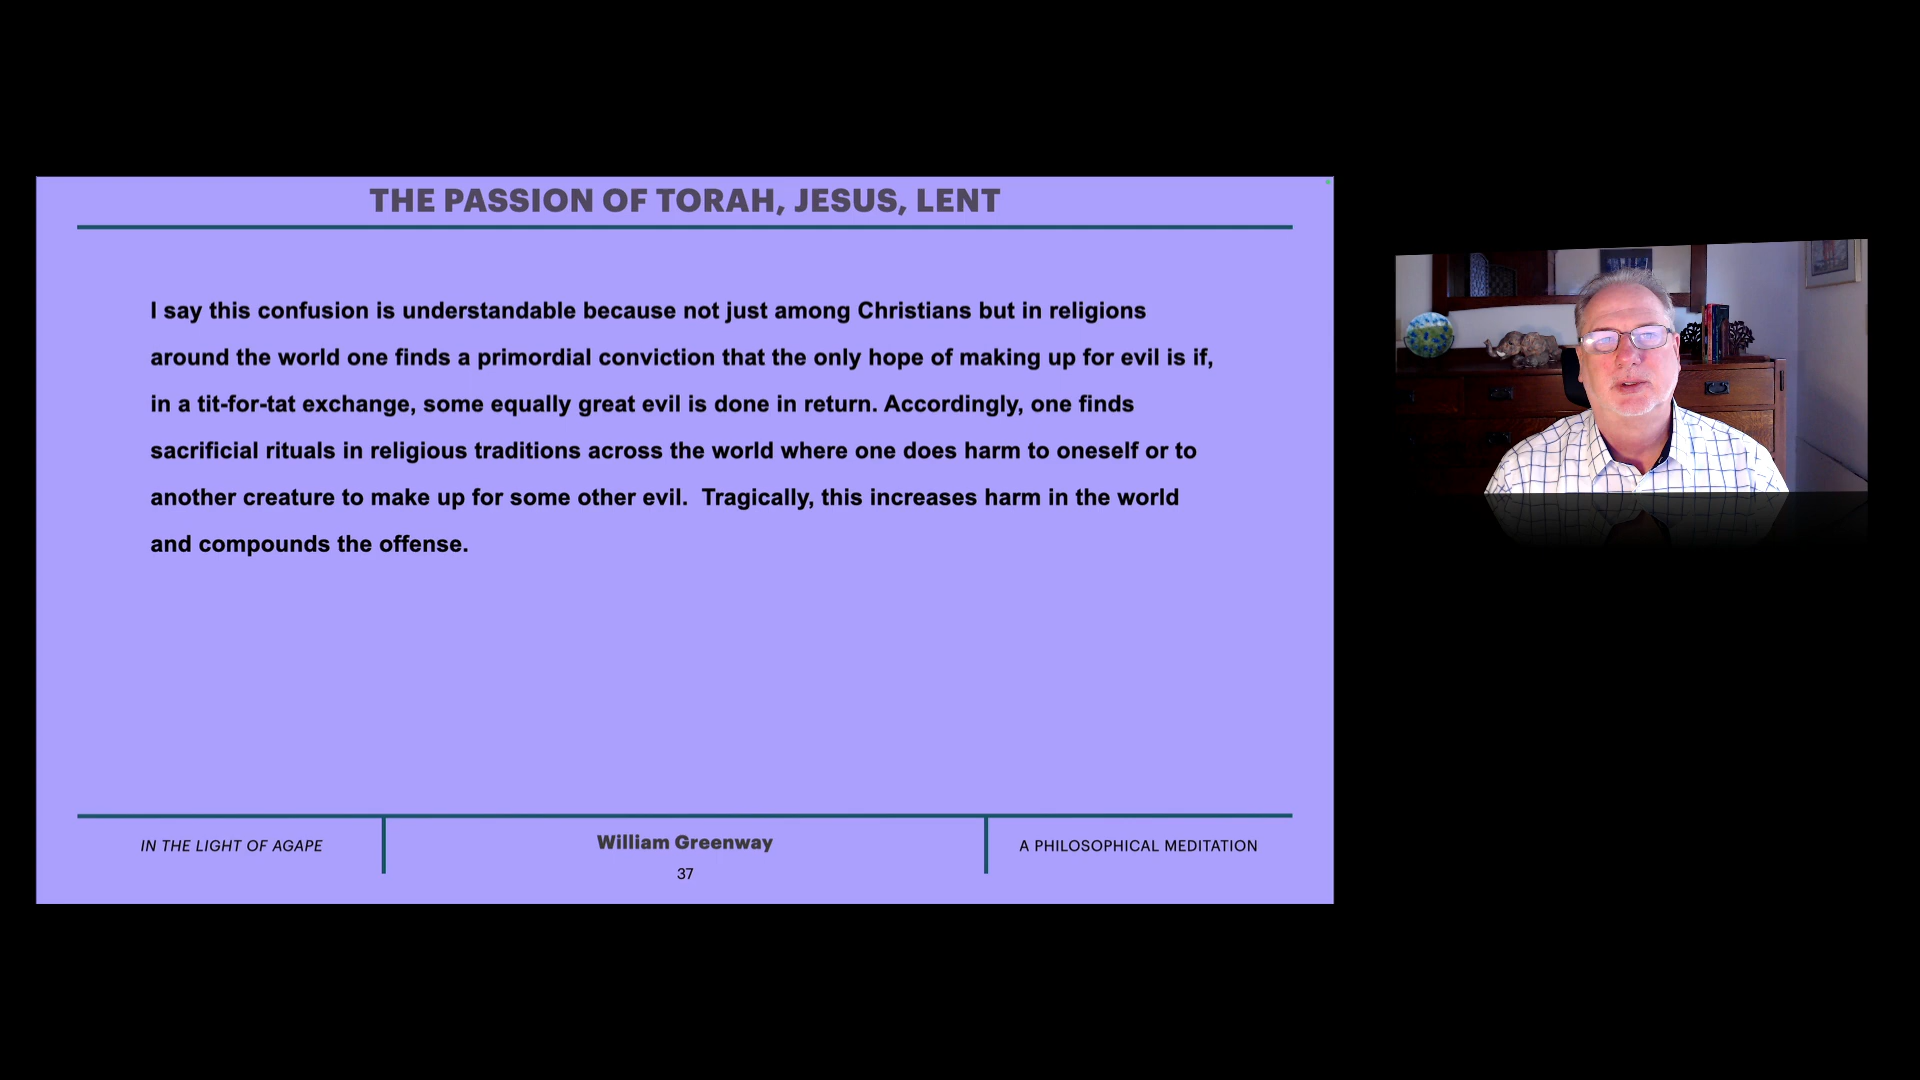 THE PASSION OF TORAH, JESUS, LENT
I say this confusion is understandable because not just among Christians but in religions
around the world one finds a primordial conviction that the only hope of making up for evil is if,
in a tit-for-tat exchange, some equally great evil is done in return. Accordingly, one finds
sacrificial rituals in religious traditions across the world where one does harm to oneself or to
another creature to make up for some other evil.  Tragically, this increases harm in the world
and compounds the offense.
IN THE LIGHT OF AGAPE
William Greenway
37
A PHILOSOPHICAL MEDITATION